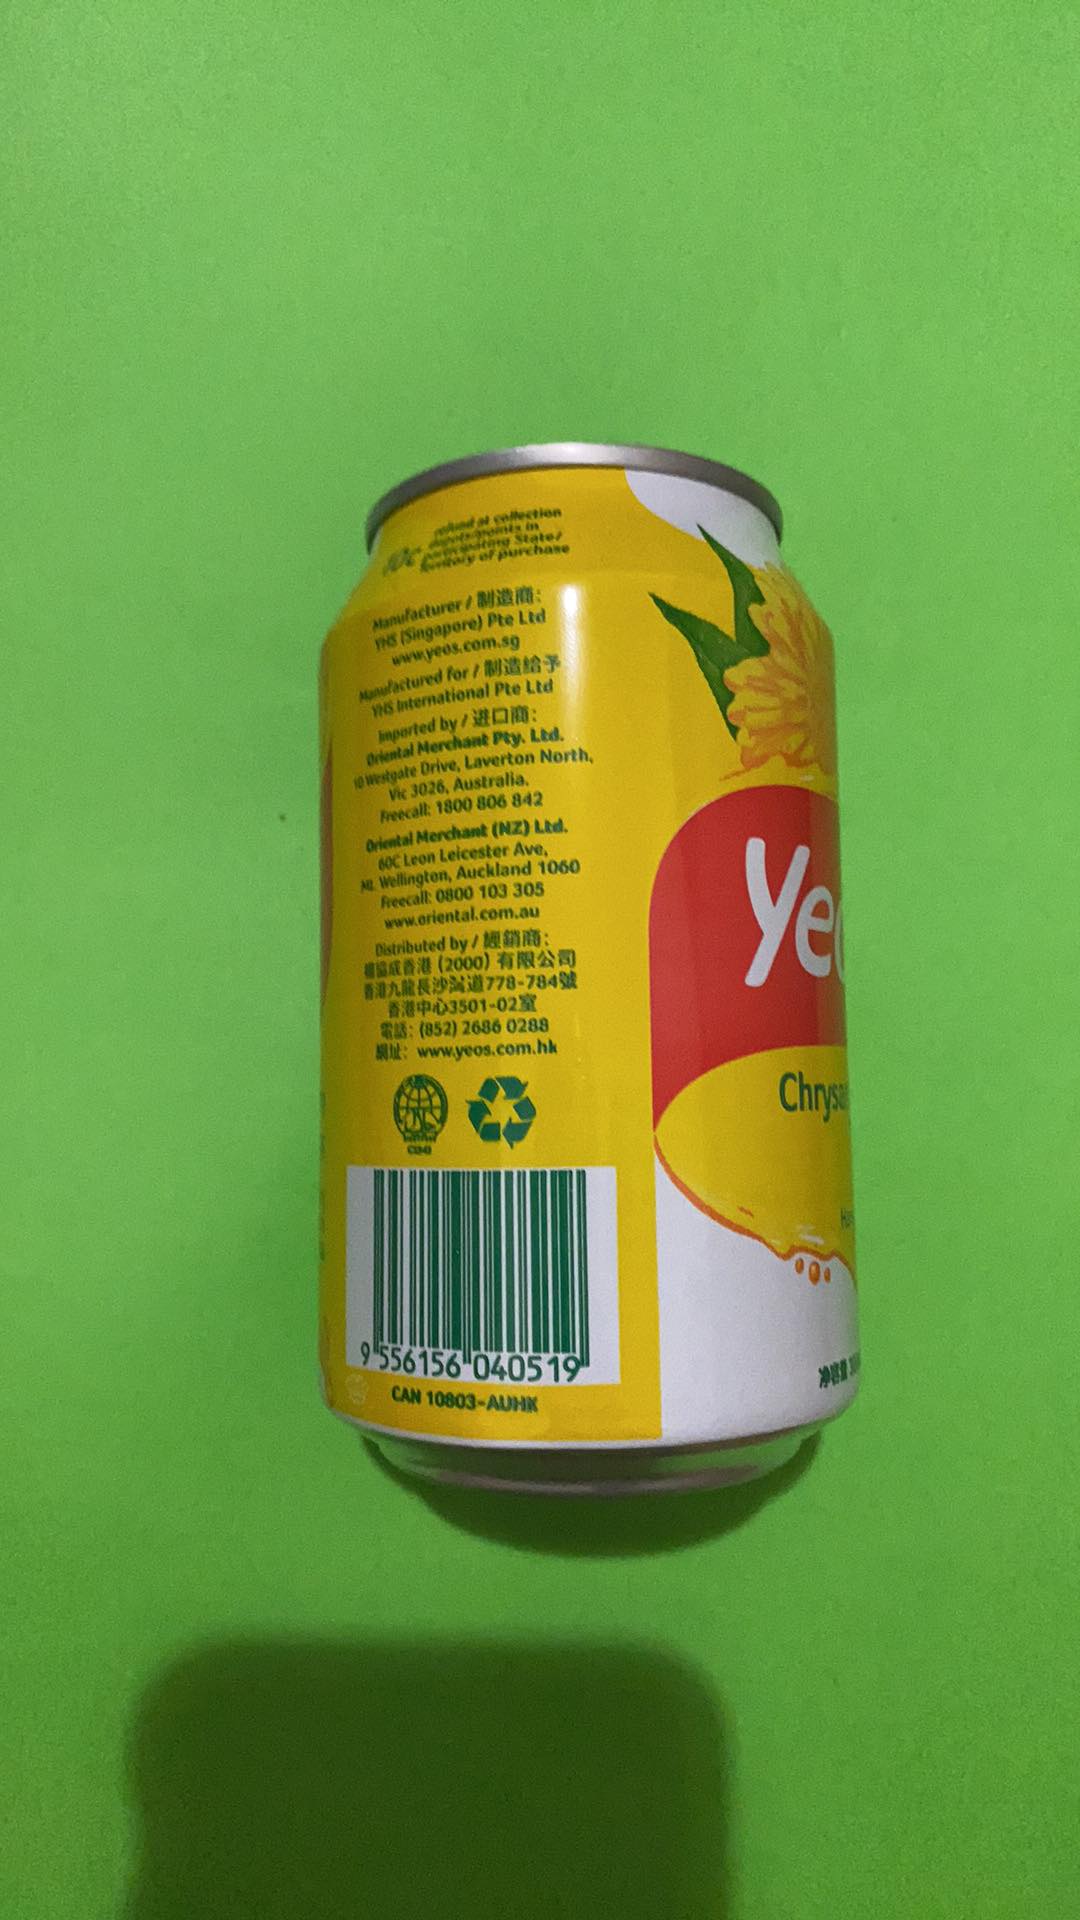 10c refund at collection
depots/points in
participating State/
Territory of purchase
Manufacturer / 制造商:
YHS (Singapore) Pte Ltd
www.yeos.com.sg
Manufactured for / 制造給予
YHS International Pte Ltd
Imported by / 进口商:
Oriental Merchant Pty. Ltd.
10 Westgate Drive, Laverton North,
Vic 3026, Australia.
Freecall: 1800 806 842
Oriental Merchant (NZ) Ltd.
60C Leon Leicester Ave,
Mt. Wellington, Auckland 1060
Freecall: 0800 103 305
www.oriental.com.au
Distributed by / 經銷商:
楊協成香港 (2000) 有限公司
香港九龍長沙灣道778-784號
香港中心3501-02室
電話: (852) 2686 0288
網址: www.yeos.com.hk
9 556156 040519
CAN 10803-AUHK
Yeo
Chrysa
净容量